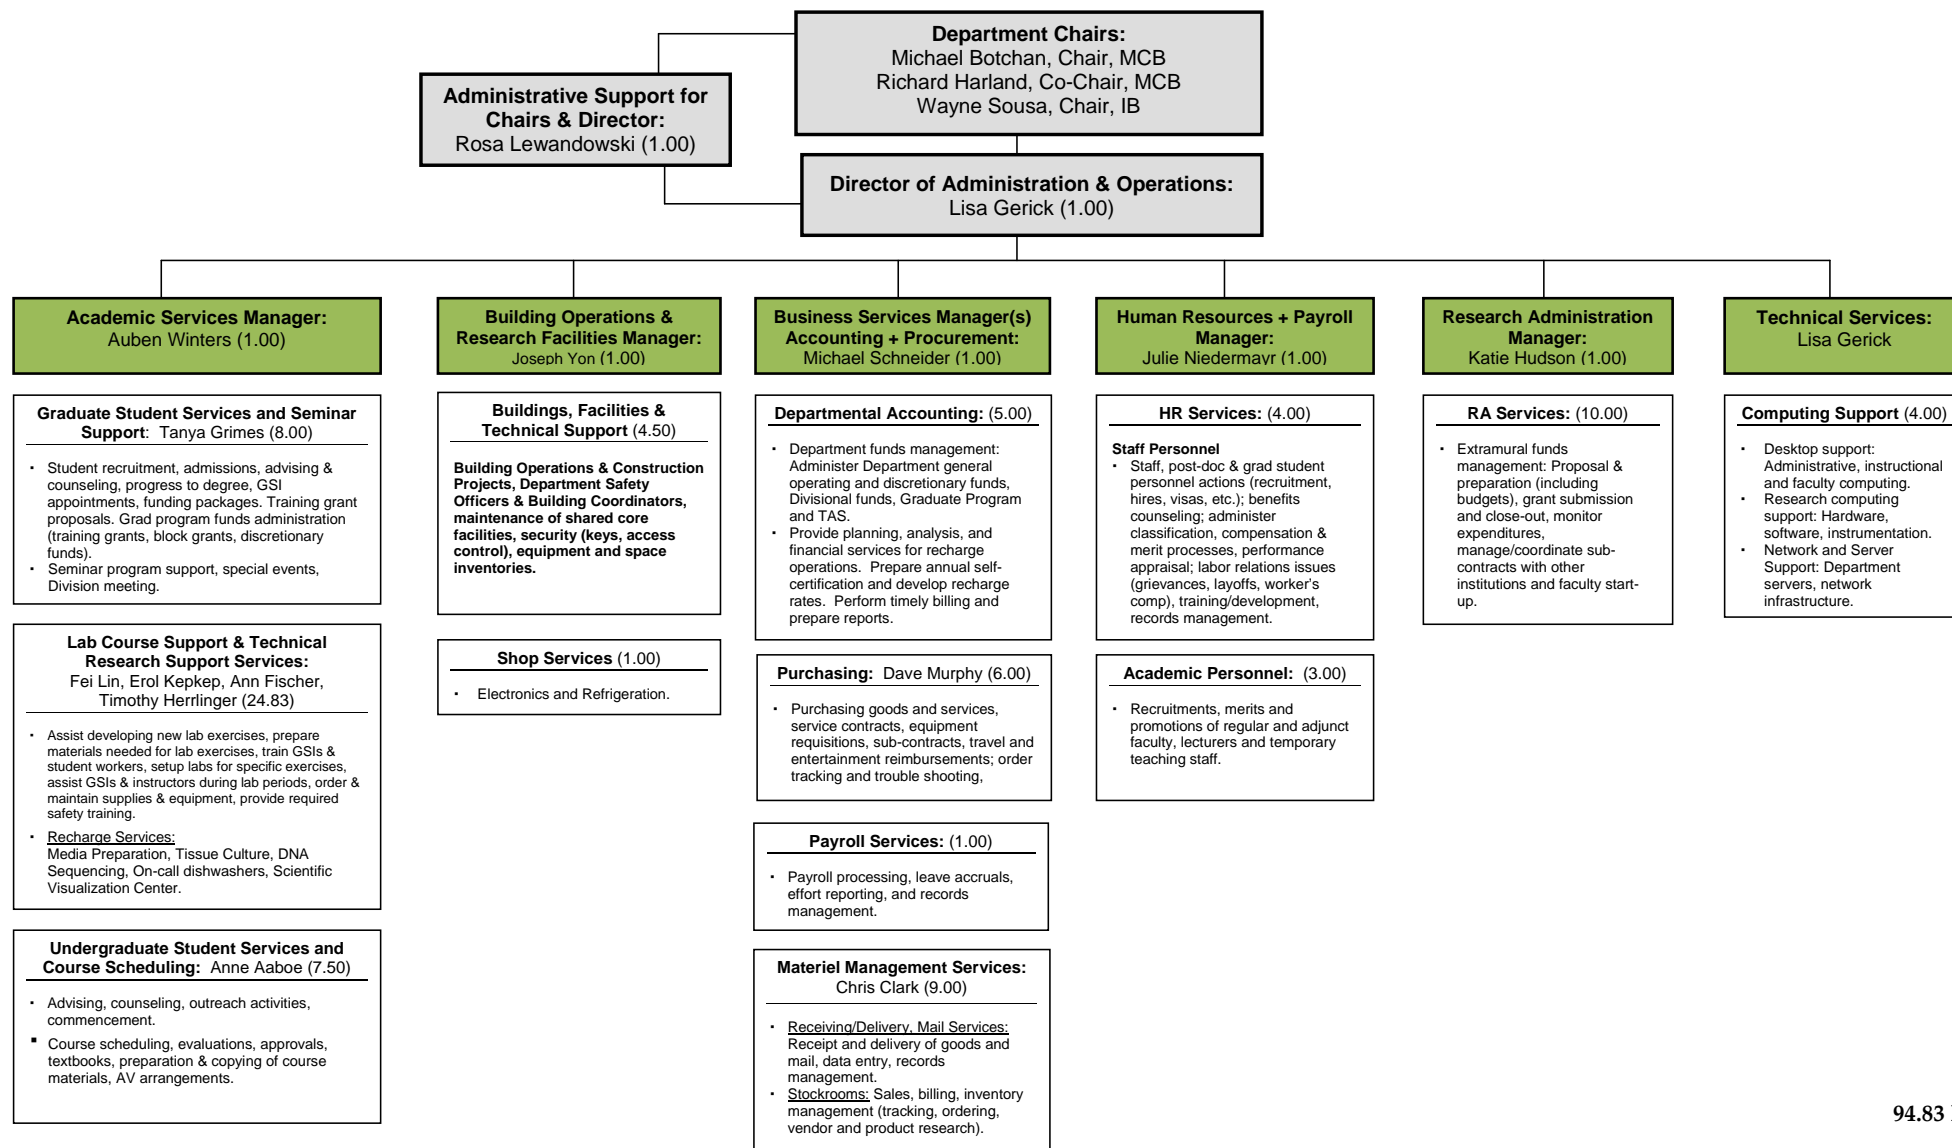 Department Chairs:
Michael Botchan, Chair, MCB
Richard Harland, Co-Chair, MCB
Wayne Sousa, Chair, IB
Administrative Support for
Chairs & Director:
Rosa Lewandowski (1.00)
Director of Administration & Operations:
Lisa Gerick (1.00)
Academic Services Manager:
Auben Winters (1.00)
Graduate Student Services and Seminar
Support: Tanya Grimes (8.00)
▪ Student recruitment, admissions, advising &
counseling, progress to degree, GSI
appointments, funding packages. Training grant
proposals. Grad program funds administration
(training grants, block grants, discretionary
funds).
▪ Seminar program support, special events,
Division meeting.
Lab Course Support & Technical
Research Support Services:
Fei Lin, Erol Kepkep, Ann Fischer,
Timothy Herrlinger (24.83)
▪ Assist developing new lab exercises, prepare
materials needed for lab exercises, train GSIs &
student workers, setup labs for specific exercises,
assist GSIs & instructors during lab periods, order &
maintain supplies & equipment, provide required
safety training.
▪ Recharge Services:
Media Preparation, Tissue Culture, DNA
Sequencing, On-call dishwashers, Scientific
Visualization Center.
Undergraduate Student Services and
Course Scheduling: Anne Aaboe (7.50)
▪ Advising, counseling, outreach activities,
commencement.
▪ Course scheduling, evaluations, approvals,
textbooks, preparation & copying of course
materials, AV arrangements.
Building Operations &
Research Facilities Manager:
Joseph Yon (1.00)
Buildings, Facilities &
Technical Support (4.50)
Building Operations & Construction
Projects, Department Safety
Officers & Building Coordinators,
maintenance of shared core
facilities, security (keys, access
control), equipment and space
inventories.
Shop Services (1.00)
▪ Electronics and Refrigeration.
Business Services Manager(s)
Accounting + Procurement:
Michael Schneider (1.00)
Departmental Accounting: (5.00)
▪ Department funds management:
Administer Department general
operating and discretionary funds,
Divisional funds, Graduate Program
and TAS.
▪ Provide planning, analysis, and
financial services for recharge
operations. Prepare annual self-
certification and develop recharge
rates. Perform timely billing and
prepare reports.
Purchasing: Dave Murphy (6.00)
▪ Purchasing goods and services,
service contracts, equipment
requisitions, sub-contracts, travel and
entertainment reimbursements; order
tracking and trouble shooting,
Payroll Services: (1.00)
▪ Payroll processing, leave accruals,
effort reporting, and records
management.
Materiel Management Services:
Chris Clark (9.00)
▪ Receiving/Delivery, Mail Services:
Receipt and delivery of goods and
mail, data entry, records
management.
▪ Stockrooms: Sales, billing, inventory
management (tracking, ordering,
vendor and product research).
Human Resources + Payroll
Manager:
Julie Niedermayr (1.00)
HR Services: (4.00)
Staff Personnel
▪ Staff, post-doc & grad student
personnel actions (recruitment,
hires, visas, etc.); benefits
counseling; administer
classification, compensation &
merit processes, performance
appraisal; labor relations issues
(grievances, layoffs, worker's
comp), training/development,
records management.
Academic Personnel: (3.00)
▪ Recruitments, merits and
promotions of regular and adjunct
faculty, lecturers and temporary
teaching staff.
Research Administration
Manager:
Katie Hudson (1.00)
RA Services: (10.00)
▪ Extramural funds
management: Proposal &
preparation (including
budgets), grant submission
and close-out, monitor
expenditures,
manage/coordinate sub-
contracts with other
institutions and faculty start-
up.
Technical Services:
Lisa Gerick
Computing Support (4.00)
▪ Desktop support:
Administrative, instructional
and faculty computing.
▪ Research computing
support: Hardware,
software, instrumentation.
▪ Network and Server
Support: Department
servers, network
infrastructure.
94.83